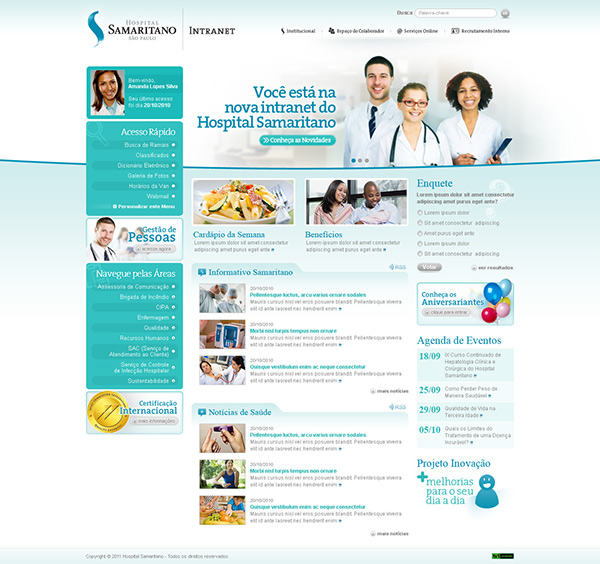 HOSPITAL
SAMARITANO
SÃO PAULO
INTRANET
Busca
Palavra-chave
Institucional
Espaço do Colaborador
Serviços Online
Recrutamento Interno
Bem-vindo,
Amanda Lopes Silva
Seu último acesso
foi dia 20/10/2010
Você está na
nova intranet do
Hospital Samaritano
Conheça as Novidades
Acesso Rápido
Busca de Ramais
Classificados
Dicionário Eletrônico
Galeria de Fotos
Horários da Van
Webmail
Personalizar este Menu
Gestão de
Pessoas
acesse agora
Navegue pelas Áreas
Assessoria de Comunicação
Brigada de Incêndio
CIPA
Enfermagem
Qualidade
Recursos Humanos
SAC (Serviço de
Atendimento ao Cliente)
Serviço de Controle
de Infecção Hospitalar
Sustentabilidade
Certificação
Internacional
mais informações
Cardápio da Semana
Lorem ipsum dolor sit amet consectetur
adipiscing amet nunc eget.
Benefícios
Lorem ipsum dolor sit amet consectetur
adipiscing amet nunc eget.
Informativo Samaritano
RSS
20/10/2010
Pellentesque luctus, arcu varius ornare sodales
Mauris cursus nisl vel eros posuere blandit. Pellentesque viverra
elit id ante laoreet nec hendrerit enim
20/10/2010
Morbi nisl turpis tempus non ornare
Mauris cursus nisl vel eros posuere blandit. Pellentesque viverra
elit id ante laoreet nec hendrerit enim
20/10/2010
Quisque vestibulum enim ac neque consectetur
Mauris cursus nisl vel eros posuere blandit. Pellentesque viverra
elit id ante laoreet nec hendrerit enim
mais notícias
Notícias de Saúde
RSS
20/10/2010
Pellentesque luctus, arcu varius ornare sodales
Mauris cursus nisl vel eros posuere blandit. Pellentesque viverra
elit id ante laoreet nec hendrerit enim
20/10/2010
Morbi nisl turpis tempus non ornare
Mauris cursus nisl vel eros posuere blandit. Pellentesque viverra
elit id ante laoreet nec hendrerit enim
20/10/2010
Quisque vestibulum enim ac neque consectetur
Mauris cursus nisl vel eros posuere blandit. Pellentesque viverra
elit id ante laoreet nec hendrerit enim
mais notícias
Enquete
Lorem ipsum dolor sit amet consectetur
adipiscing amet purus eget ante?
Lorem ipsum dolor
Sit amet consectetur adipiscing
Amet purus eget ante
Lorem ipsum dolor
Sit amet consectetur adipiscing
Votar
ver resultados
Conheça os
Aniversariantes
clique para entrar
Agenda de Eventos
18/09
IX Curso Continuado de
Hepatologia Clínica e
Cirúrgica do Hospital
Samaritano
25/09
Como Perder Peso de
Maneira Saudável
29/09
Qualidade de Vida na
Terceira Idade
05/10
Quais os Limites do
Tratamento de uma Doença
Incurável?
Projeto Inovação
+melhorias
para o seu
dia a dia
Copyright © 2011 Hospital Samaritano - Todos os direitos reservados